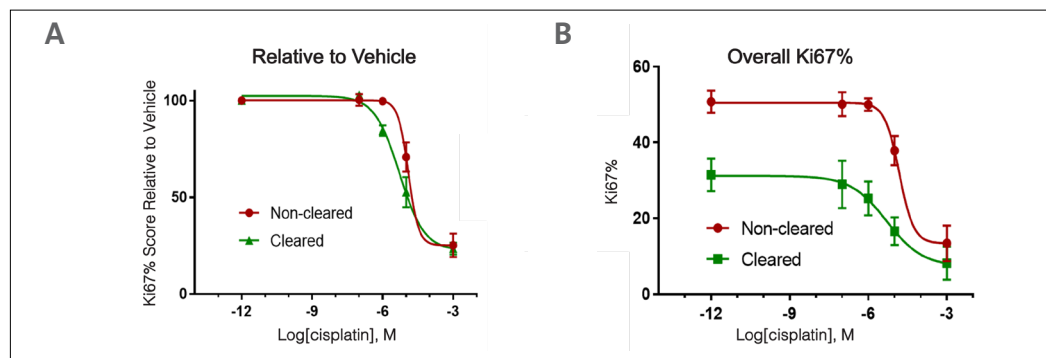 A
Relative to Vehicle
Ki67% Score Relative to Vehicle
100
50
0
Non-cleared
Cleared
-12
-9
-6
-3
Log[cisplatin], M
B
Overall Ki67%
Ki67%
60
40
20
0
Non-cleared
Cleared
-12
-9
-6
-3
Log[cisplatin], M